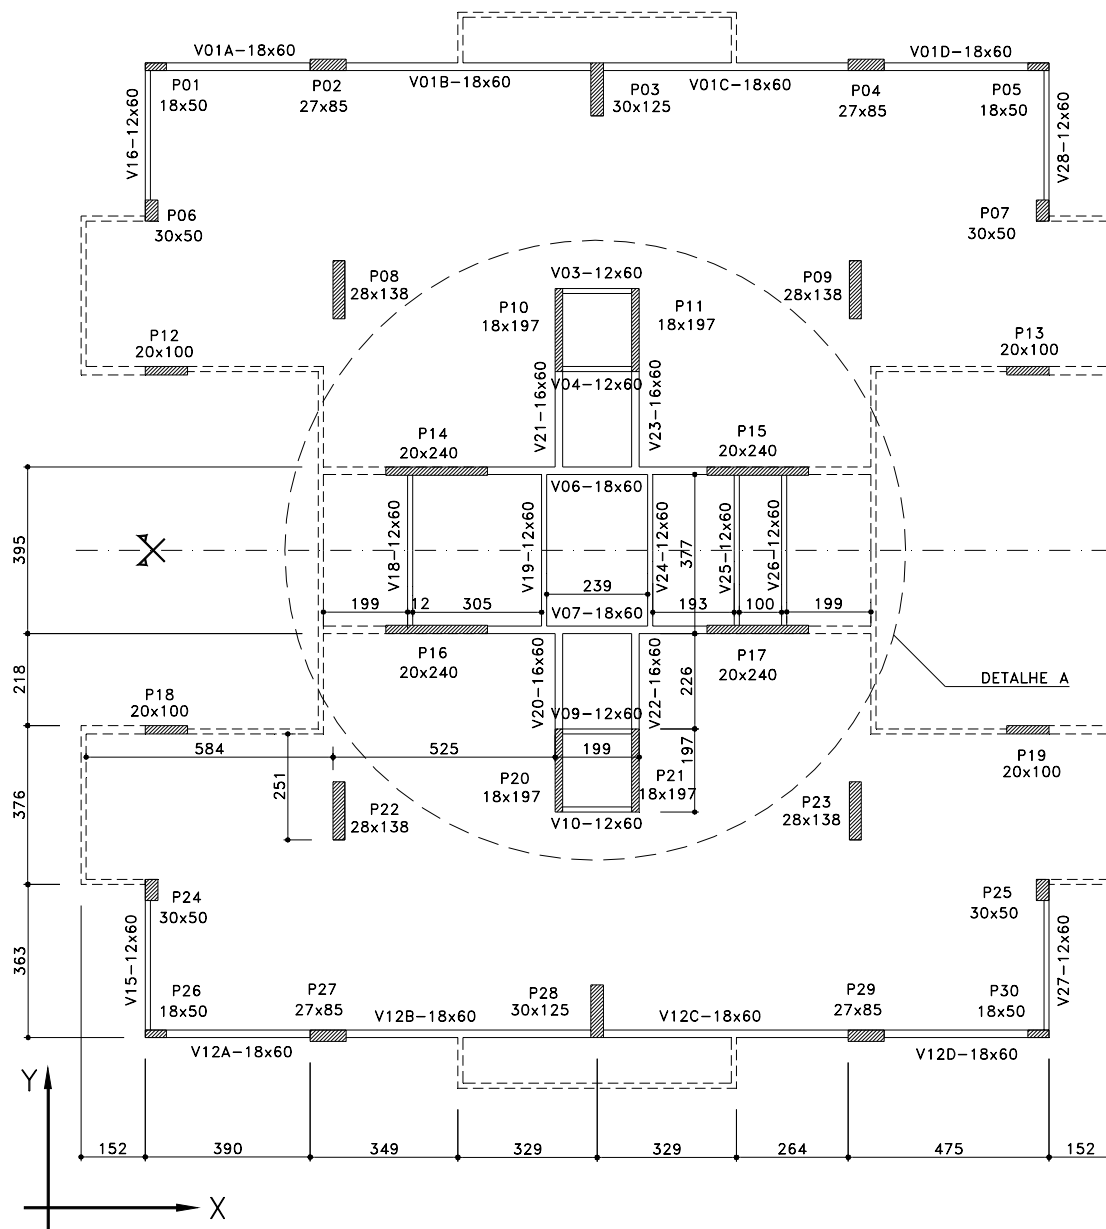 V01A-18x60
V01D-18x60
P01
18x50
P02
27x85
V01B-18x60
P03
30x125
V01C-18x60
P04
27x85
P05
18x50
V16-12x60
V28-12x60
P06
30x50
P07
30x50
P08
28x138
V03-12x60
P09
28x138
P10
18x197
P11
18x197
P12
20x100
P13
20x100
V04-12x60
V21-16x60
V23-16x60
P14
20x240
P15
20x240
V06-18x60
395
V18-12x60
V19-12x60
V24-12x60
377
V25-12x60
V26-12x60
239
199
12
305
V07-18x60
193
100
199
P16
20x240
P17
20x240
218
V20-16x60
V22-16x60
226
DETALHE A
P18
20x100
V09-12x60
584
525
199
197
P19
20x100
251
P20
18x197
P21
18x197
376
P22
28x138
V10-12x60
P23
28x138
P24
30x50
P25
30x50
363
V15-12x60
V27-12x60
P26
18x50
P27
27x85
V12B-18x60
P28
30x125
V12C-18x60
P29
27x85
P30
18x50
V12A-18x60
V12D-18x60
Y
152
390
349
329
329
264
475
152
X